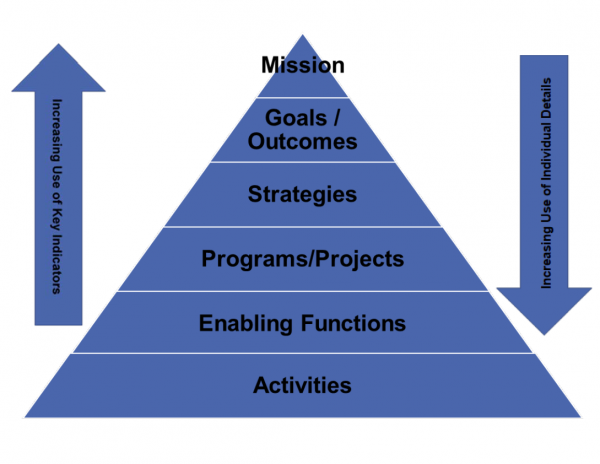 Mission
Goals /
Outcomes
Strategies
Programs/Projects
Enabling Functions
Activities
Increasing Use of Key Indicators
Increasing Use of Individual Details